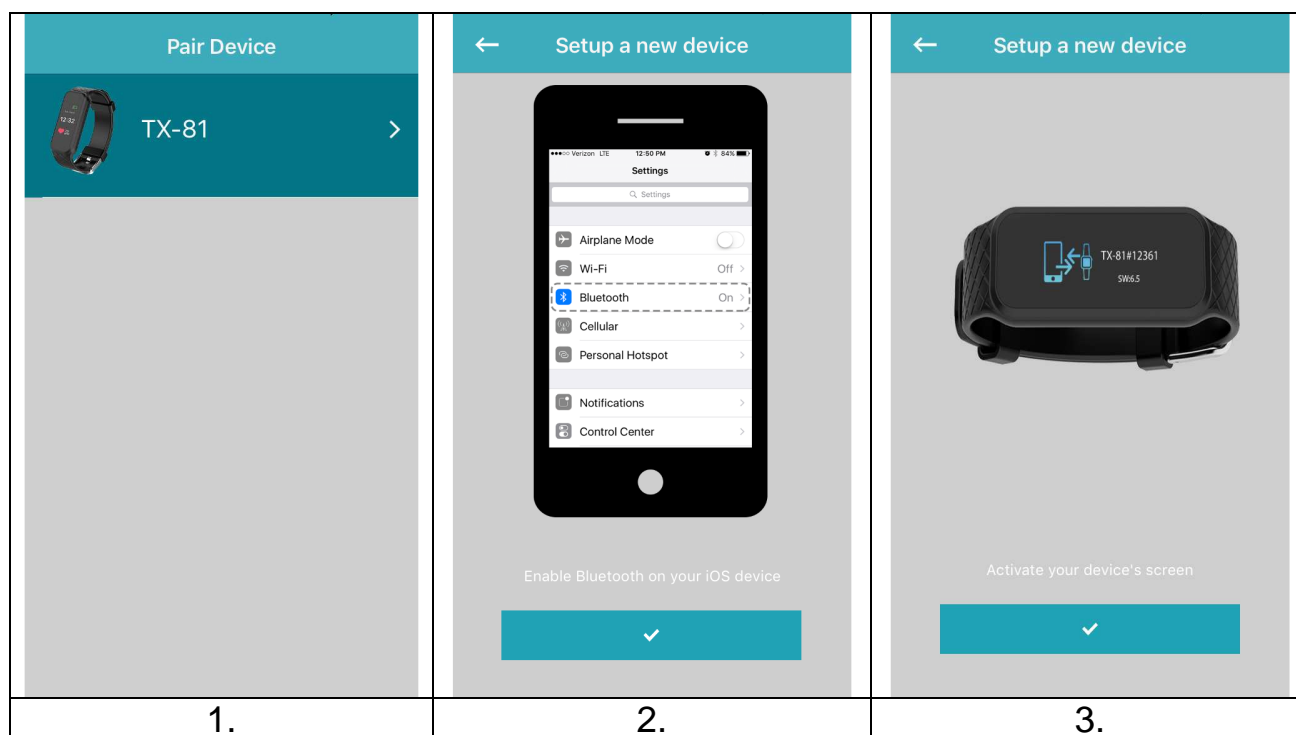 Pair Device
TX-81
1.
Setup a new device
Verizon LTE 12:50 PM 84%
Settings
Settings
Airplane Mode
Wi-Fi Off
Bluetooth On
Cellular
Personal Hotspot
Notifications
Control Center
Enable Bluetooth on your iOS device
2.
Setup a new device
TX-81#12361
SW:6.5
Activate your device's screen
3.